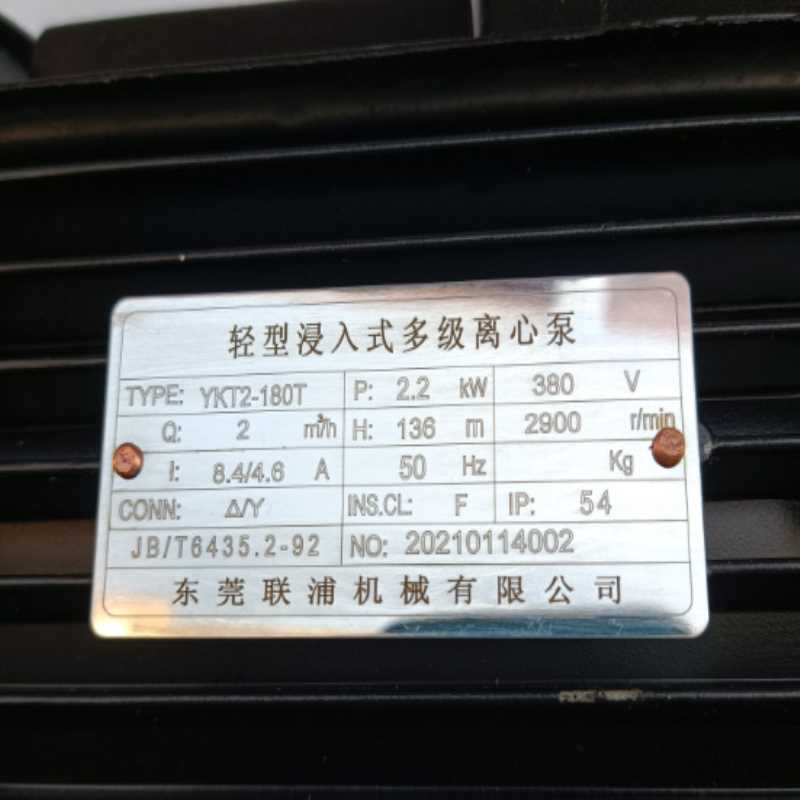 轻型浸入式多级离心泵
TYPE: YKT2-180T P: 2.2 kW 380 V
Q: 2 m³/h H: 136 m 2900 r/min
I: 8.4/4.6 A 50 Hz Kg
CONN: Δ/Y INS.CL: F IP: 54
JB/T6435.2-92 NO: 20210114002
东莞联浦机械有限公司